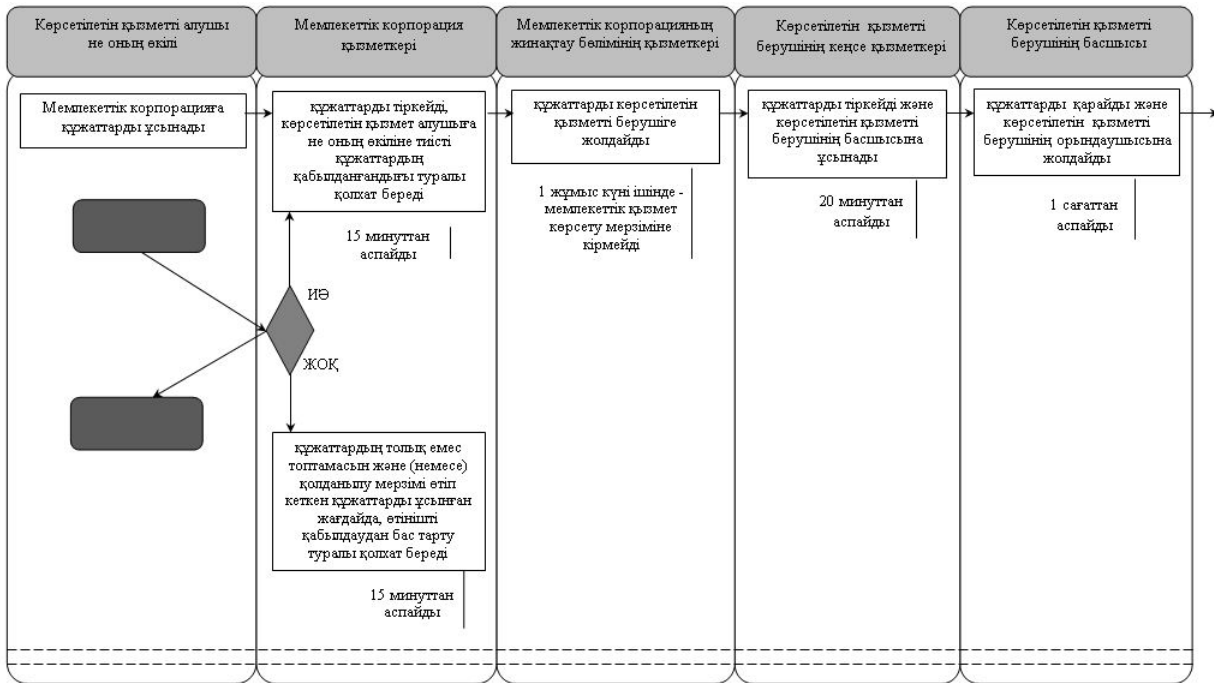 Көрсетілетін қызметті алушы
не оның өкілі
Мемлекеттік корпорация
қызметкері
Мемлекеттік корпорацияның
жинақтау бөлімінің қызметкері
Көрсетілетін қызметті
берушінің кеңсе қызметкері
Көрсетілетін қызметті
берушінің басшысы
Мемлекеттік корпорацияға
құжаттарды ұсынады
құжаттарды тіркейді,
көрсетілетін қызмет алушыға
не оның өкіліне тиісті
құжаттардың
қабылданғандығы туралы
қолхат береді
15 минуттан
аспайды
құжаттарды көрсетілетін
қызметті берушіге
жолдайды
1 жұмыс күні ішінде -
мемлекеттік қызмет
көрсету мерзіміне
кірмейді
құжаттарды тіркейді және
көрсетілетін қызметті
берушінің басшысына
ұсынады
20 минуттан
аспайды
құжаттарды қарайды және
көрсетілетін қызметті
берушінің орындаушысына
жолдайды
1 сағаттан
аспайды
ИӘ
ЖОҚ
құжаттардың толық емес
топтамасын және (немесе)
қолданылу мерзімі өтіп
кеткен құжаттарды ұсынған
жағдайда, өтінішті
қабылдаудан бас тарту
туралы қолхат береді
15 минуттан
аспайды